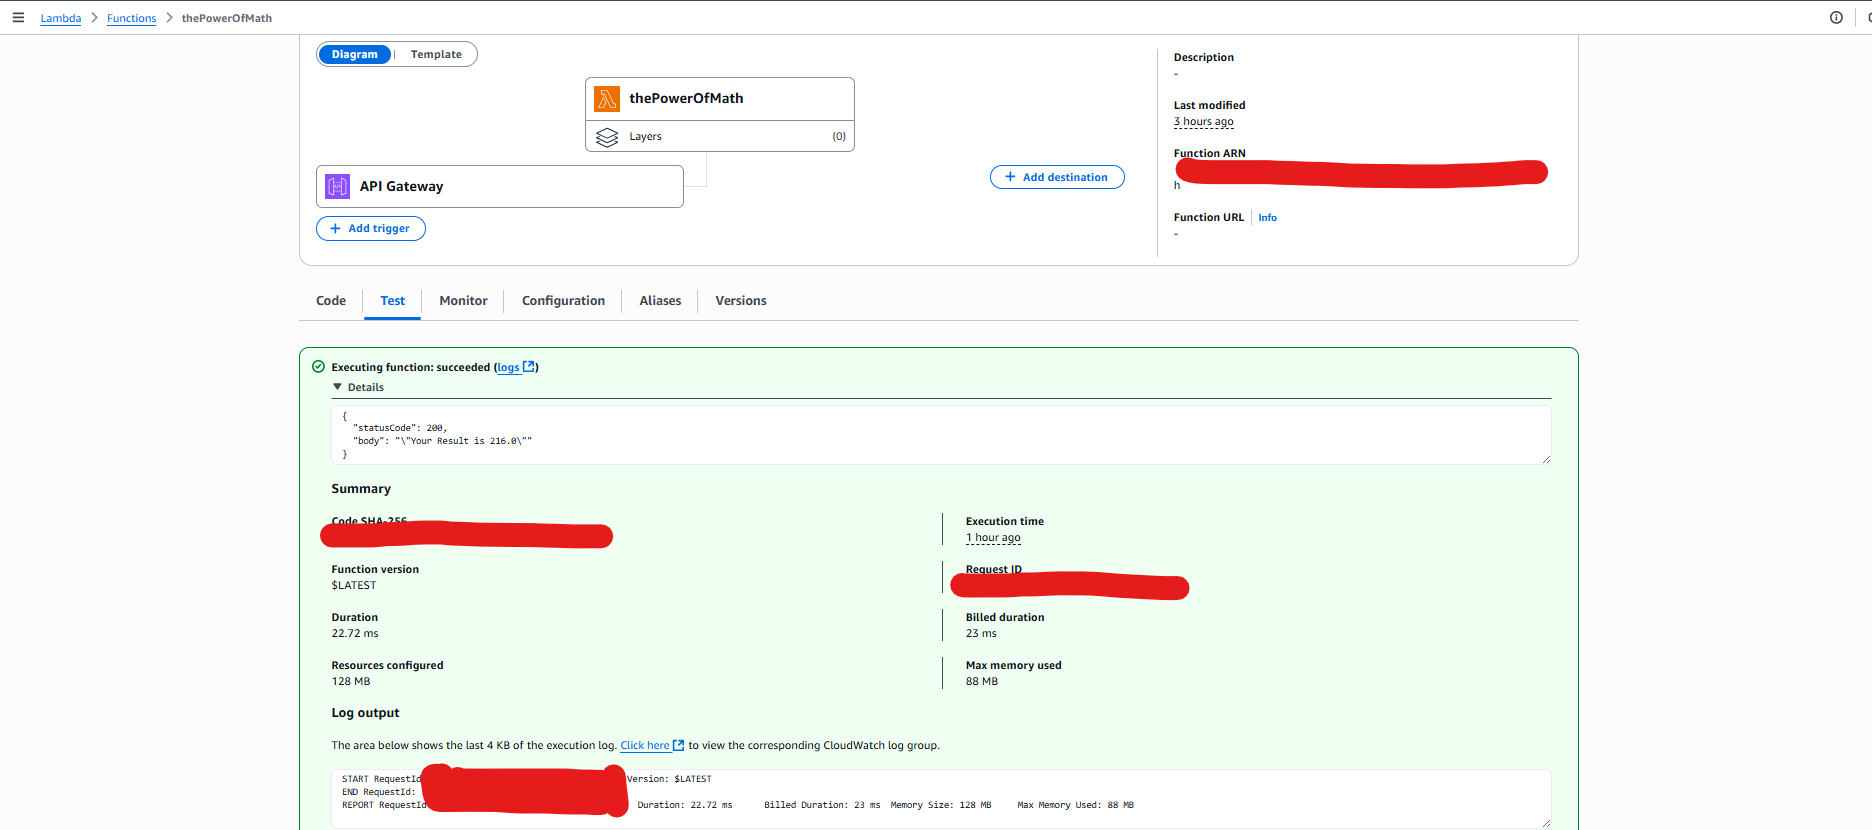 Lambda > Functions > thePowerOfMath
Diagram | Template
thePowerOfMath
Layers (0)
API Gateway
+ Add trigger
+ Add destination
Description
-
Last modified
3 hours ago
Function ARN
h
Function URL | Info
-
Code Test Monitor Configuration Aliases Versions
Executing function: succeeded (logs)
Details
{
"statusCode": 200,
"body": "\"Your Result is 216.0\""
}
Summary
Code SHA-256
Execution time
1 hour ago
Function version
$LATEST
Request ID
Duration
22.72 ms
Billed duration
23 ms
Resources configured
128 MB
Max memory used
88 MB
Log output
The area below shows the last 4 KB of the execution log. Click here to view the corresponding CloudWatch log group.
START RequestId Version: $LATEST
END RequestId:
REPORT RequestId Duration: 22.72 ms Billed Duration: 23 ms Memory Size: 128 MB Max Memory Used: 88 MB